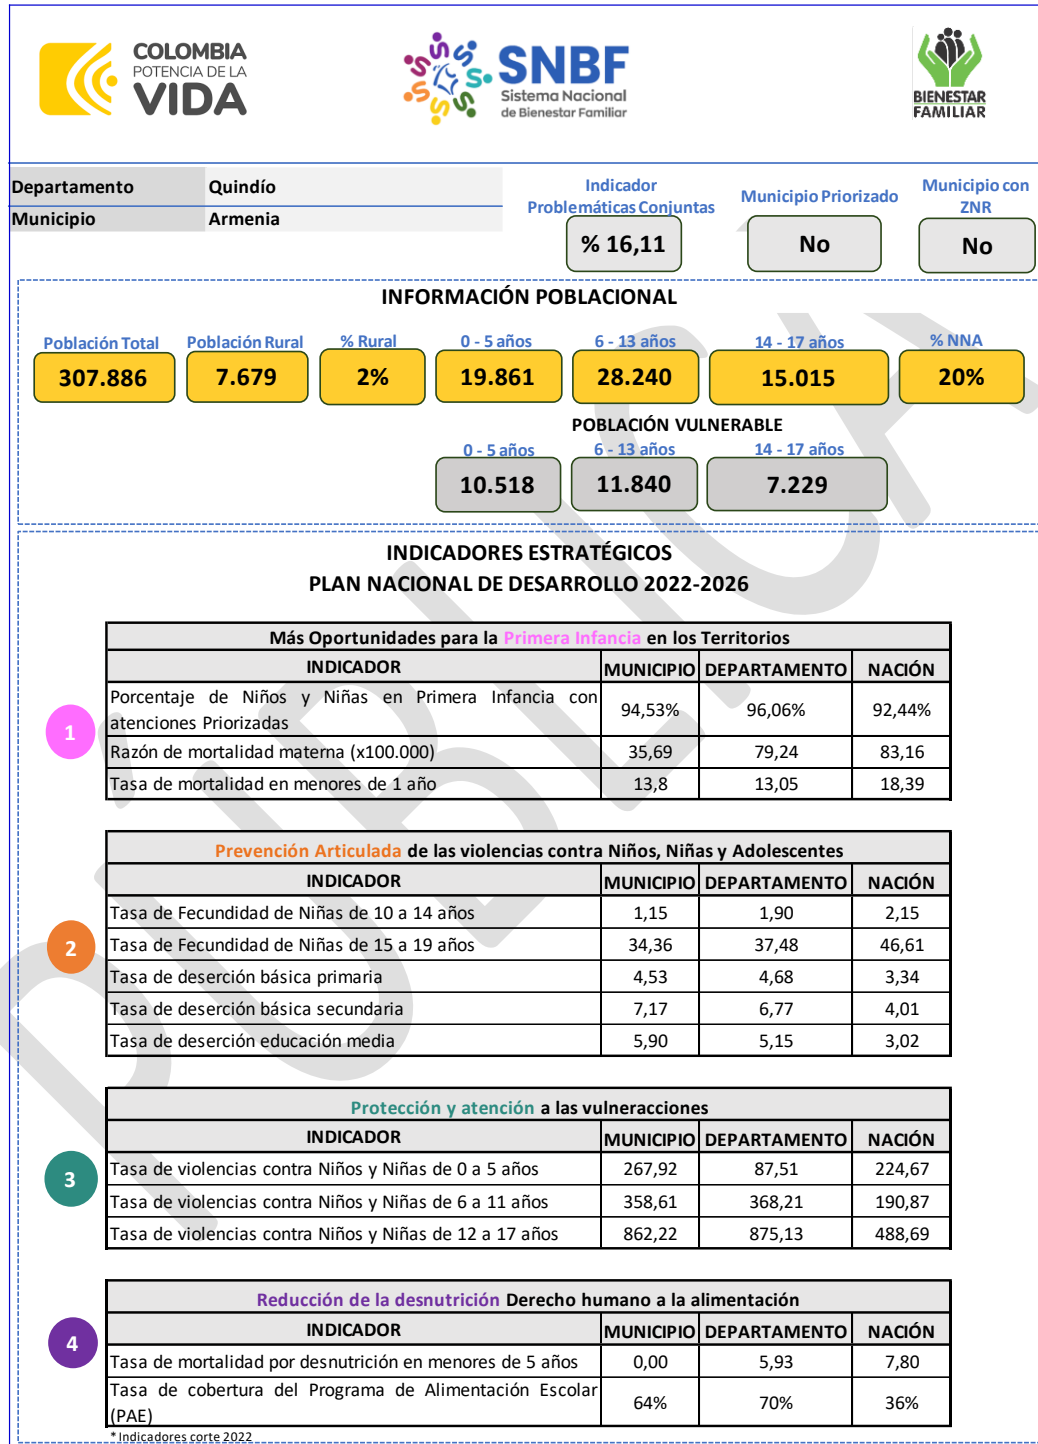 COLOMBIA
POTENCIA DE LA
VIDA
SNBF
Sistema Nacional
de Bienestar Familiar
BIENESTAR
FAMILIAR
Departamento Quindío
Municipio Armenia
Indicador
Problemáticas Conjuntas
% 16,11
Municipio Priorizado
No
Municipio con
ZNR
No
INFORMACIÓN POBLACIONAL
Población Total Población Rural % Rural 0 - 5 años 6 - 13 años 14 - 17 años % NNA
307.886 7.679 2% 19.861 28.240 15.015 20%
POBLACIÓN VULNERABLE
0 - 5 años 6 - 13 años 14 - 17 años
10.518 11.840 7.229
INDICADORES ESTRATÉGICOS
PLAN NACIONAL DE DESARROLLO 2022-2026
Más Oportunidades para la Primera Infancia en los Territorios
INDICADOR MUNICIPIO DEPARTAMENTO NACIÓN
1
Porcentaje de Niños y Niñas en Primera Infancia con
atenciones Priorizadas 94,53% 96,06% 92,44%
Razón de mortalidad materna (x100.000) 35,69 79,24 83,16
Tasa de mortalidad en menores de 1 año 13,8 13,05 18,39
Prevención Articulada de las violencias contra Niños, Niñas y Adolescentes
INDICADOR MUNICIPIO DEPARTAMENTO NACIÓN
2
Tasa de Fecundidad de Niñas de 10 a 14 años 1,15 1,90 2,15
Tasa de Fecundidad de Niñas de 15 a 19 años 34,36 37,48 46,61
Tasa de deserción básica primaria 4,53 4,68 3,34
Tasa de deserción básica secundaria 7,17 6,77 4,01
Tasa de deserción educación media 5,90 5,15 3,02
Protección y atención a las vulneracciones
INDICADOR MUNICIPIO DEPARTAMENTO NACIÓN
3
Tasa de violencias contra Niños y Niñas de 0 a 5 años 267,92 87,51 224,67
Tasa de violencias contra Niños y Niñas de 6 a 11 años 358,61 368,21 190,87
Tasa de violencias contra Niños y Niñas de 12 a 17 años 862,22 875,13 488,69
Reducción de la desnutrición Derecho humano a la alimentación
INDICADOR MUNICIPIO DEPARTAMENTO NACIÓN
4
Tasa de mortalidad por desnutrición en menores de 5 años 0,00 5,93 7,80
Tasa de cobertura del Programa de Alimentación Escolar
(PAE) 64% 70% 36%
* Indicadores corte 2022
PÚBLICA